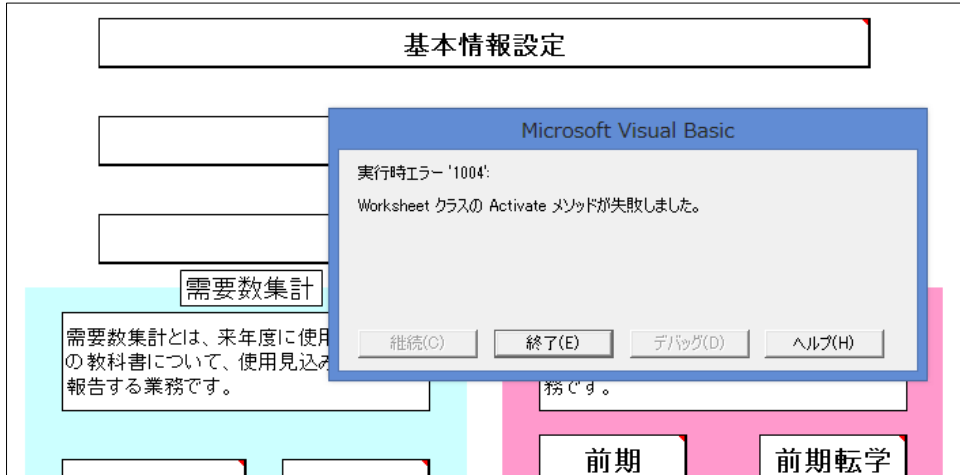 基本情報設定
Microsoft Visual Basic
実行時エラー '1004':
Worksheet クラスの Activate メソッドが失敗しました。
継続(C)
終了(E)
デバッグ(D)
ヘルプ(H)
需要数集計
需要数集計とは、来年度に使用
の教科書について、使用見込み
報告する業務です。
務です。
前期
前期転学